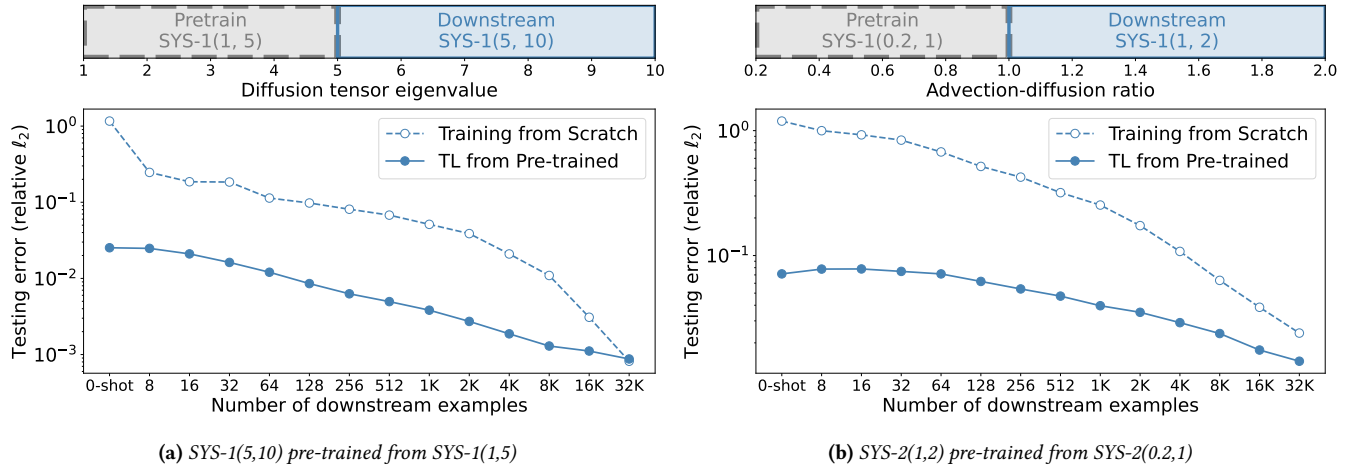 Pretrain
SYS-1(1, 5)
Downstream
SYS-1(5, 10)
1 2 3 4 5 6 7 8 9 10
Diffusion tensor eigenvalue
Testing error (relative ℓ₂)
10⁰
10⁻¹
10⁻²
10⁻³
Training from Scratch
TL from Pre-trained
0-shot 8 16 32 64 128 256 512 1K 2K 4K 8K 16K 32K
Number of downstream examples
(a) SYS-1(5,10) pre-trained from SYS-1(1,5)
Pretrain
SYS-1(0.2, 1)
Downstream
SYS-1(1, 2)
0.2 0.4 0.6 0.8 1.0 1.2 1.4 1.6 1.8 2.0
Advection-diffusion ratio
Testing error (relative ℓ₂)
10⁰
10⁻¹
Training from Scratch
TL from Pre-trained
0-shot 8 16 32 64 128 256 512 1K 2K 4K 8K 16K 32K
Number of downstream examples
(b) SYS-2(1,2) pre-trained from SYS-2(0.2,1)